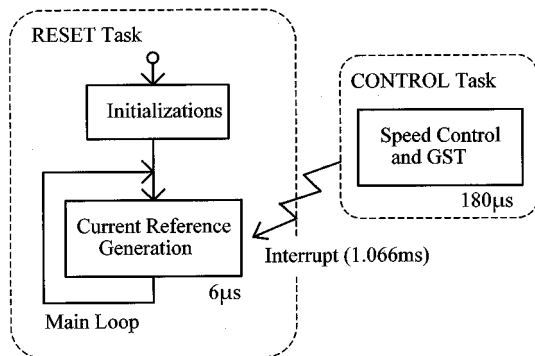 RESET Task
Initializations
Current Reference
Generation
6μs
Main Loop
CONTROL Task
Speed Control
and GST
180μs
Interrupt (1.066ms)